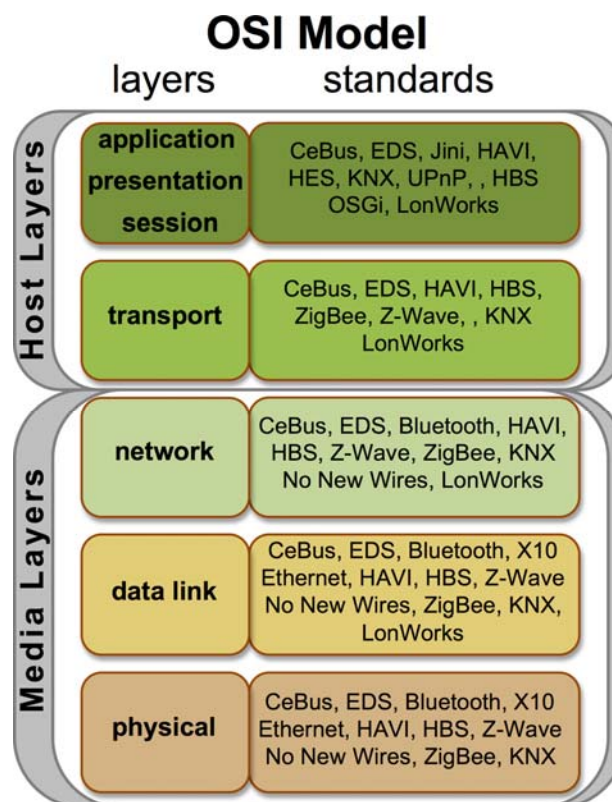 OSI Model
layers standards
Host Layers
application
presentation
session
CeBus, EDS, Jini, HAVI,
HES, KNX, UPnP, , HBS
OSGi, LonWorks
transport
CeBus, EDS, HAVI, HBS,
ZigBee, Z-Wave, , KNX
LonWorks
Media Layers
network
CeBus, EDS, Bluetooth, HAVI,
HBS, Z-Wave, ZigBee, KNX
No New Wires, LonWorks
data link
CeBus, EDS, Bluetooth, X10
Ethernet, HAVI, HBS, Z-Wave
No New Wires, ZigBee, KNX,
LonWorks
physical
CeBus, EDS, Bluetooth, X10
Ethernet, HAVI, HBS, Z-Wave
No New Wires, ZigBee, KNX